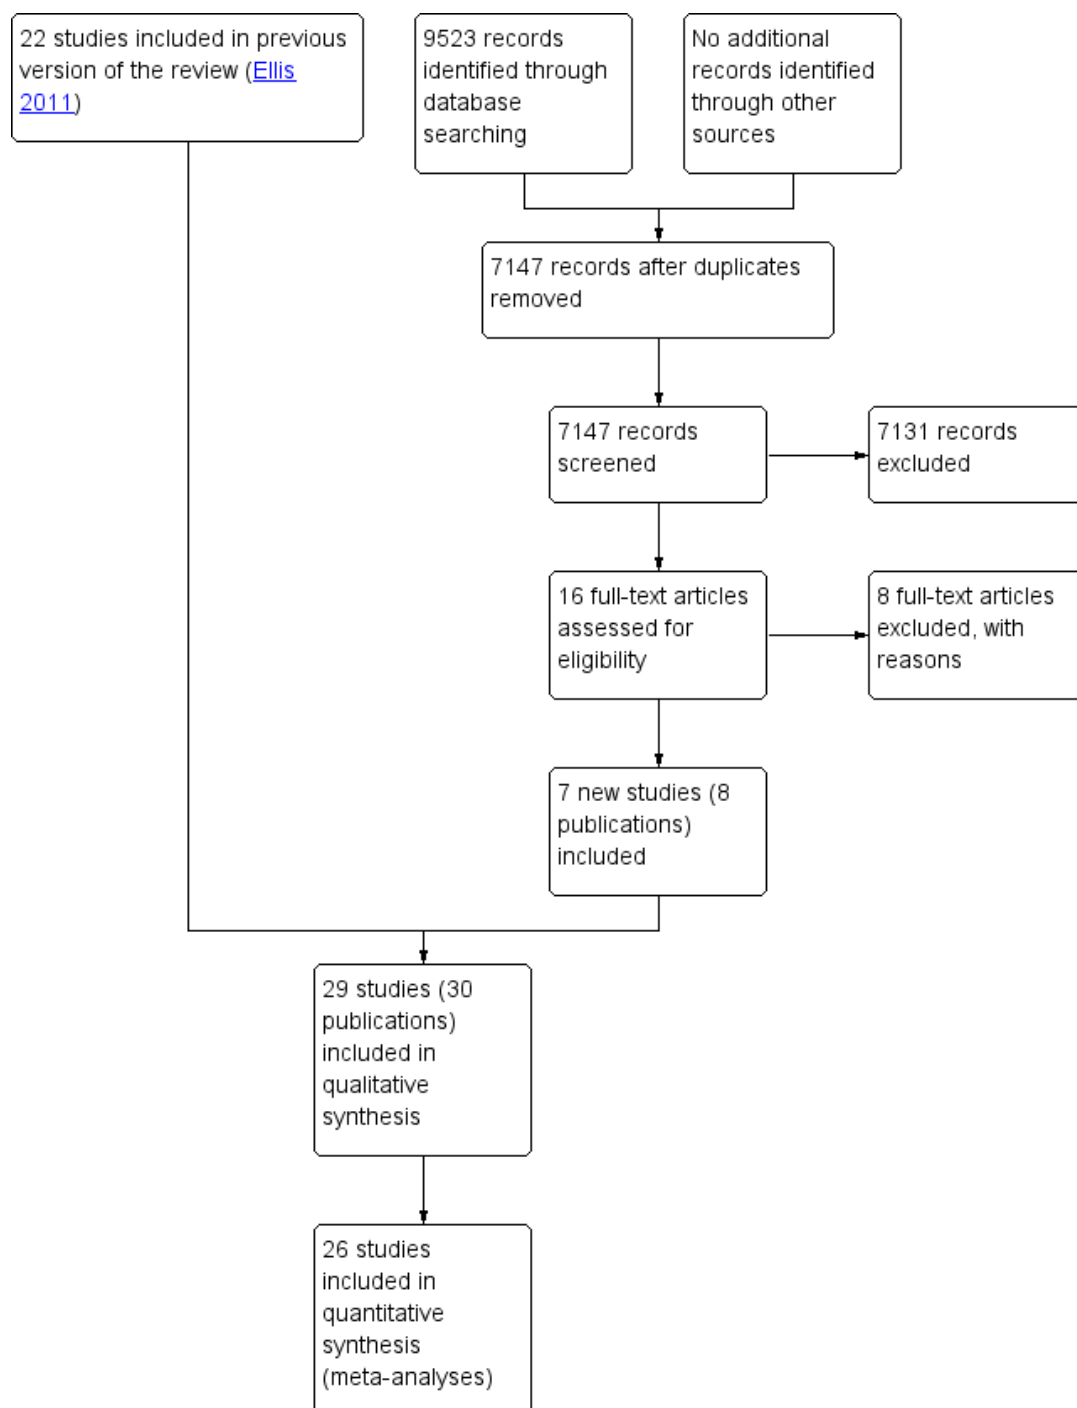 22 studies included in previous
version of the review (Ellis
2011)
9523 records
identified through
database
searching
No additional
records identified
through other
sources
7147 records after duplicates
removed
7147 records
screened
7131 records
excluded
16 full-text articles
assessed for
eligibility
8 full-text articles
excluded, with
reasons
7 new studies (8
publications)
included
29 studies (30
publications)
included in
qualitative
synthesis
26 studies
included in
quantitative
synthesis
(meta-analyses)